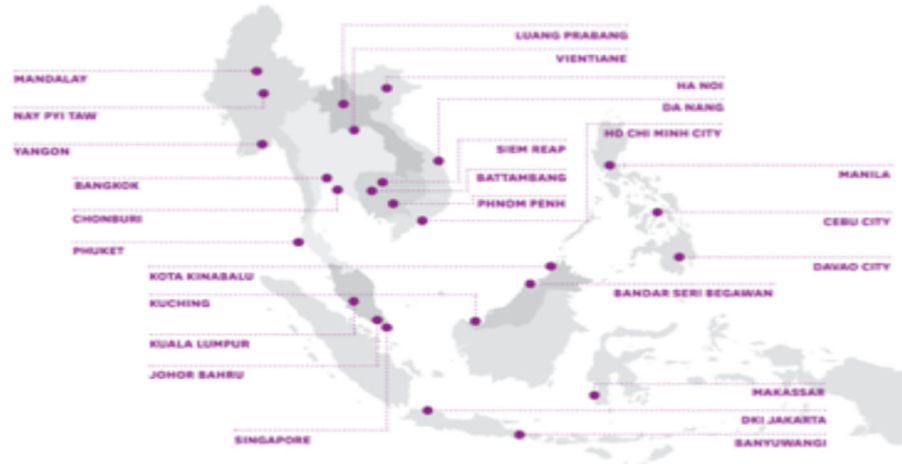 LUANG PRABANG
VIENTIANE
MANDALAY
HA NOI
DA NANG
NAY PYI TAW
HO CHI MINH CITY
YANGON
SIEM REAP
MANILA
BATTAMBANG
BANGKOK
PHNOM PENH
CHONBURI
CEBU CITY
PHUKET
DAVAO CITY
KOTA KINABALU
BANDAR SERI BEGAWAN
KUCHING
KUALA LUMPUR
JOHOR BAHRU
MAKASSAR
DKI JAKARTA
SINGAPORE
BANYUWANGI